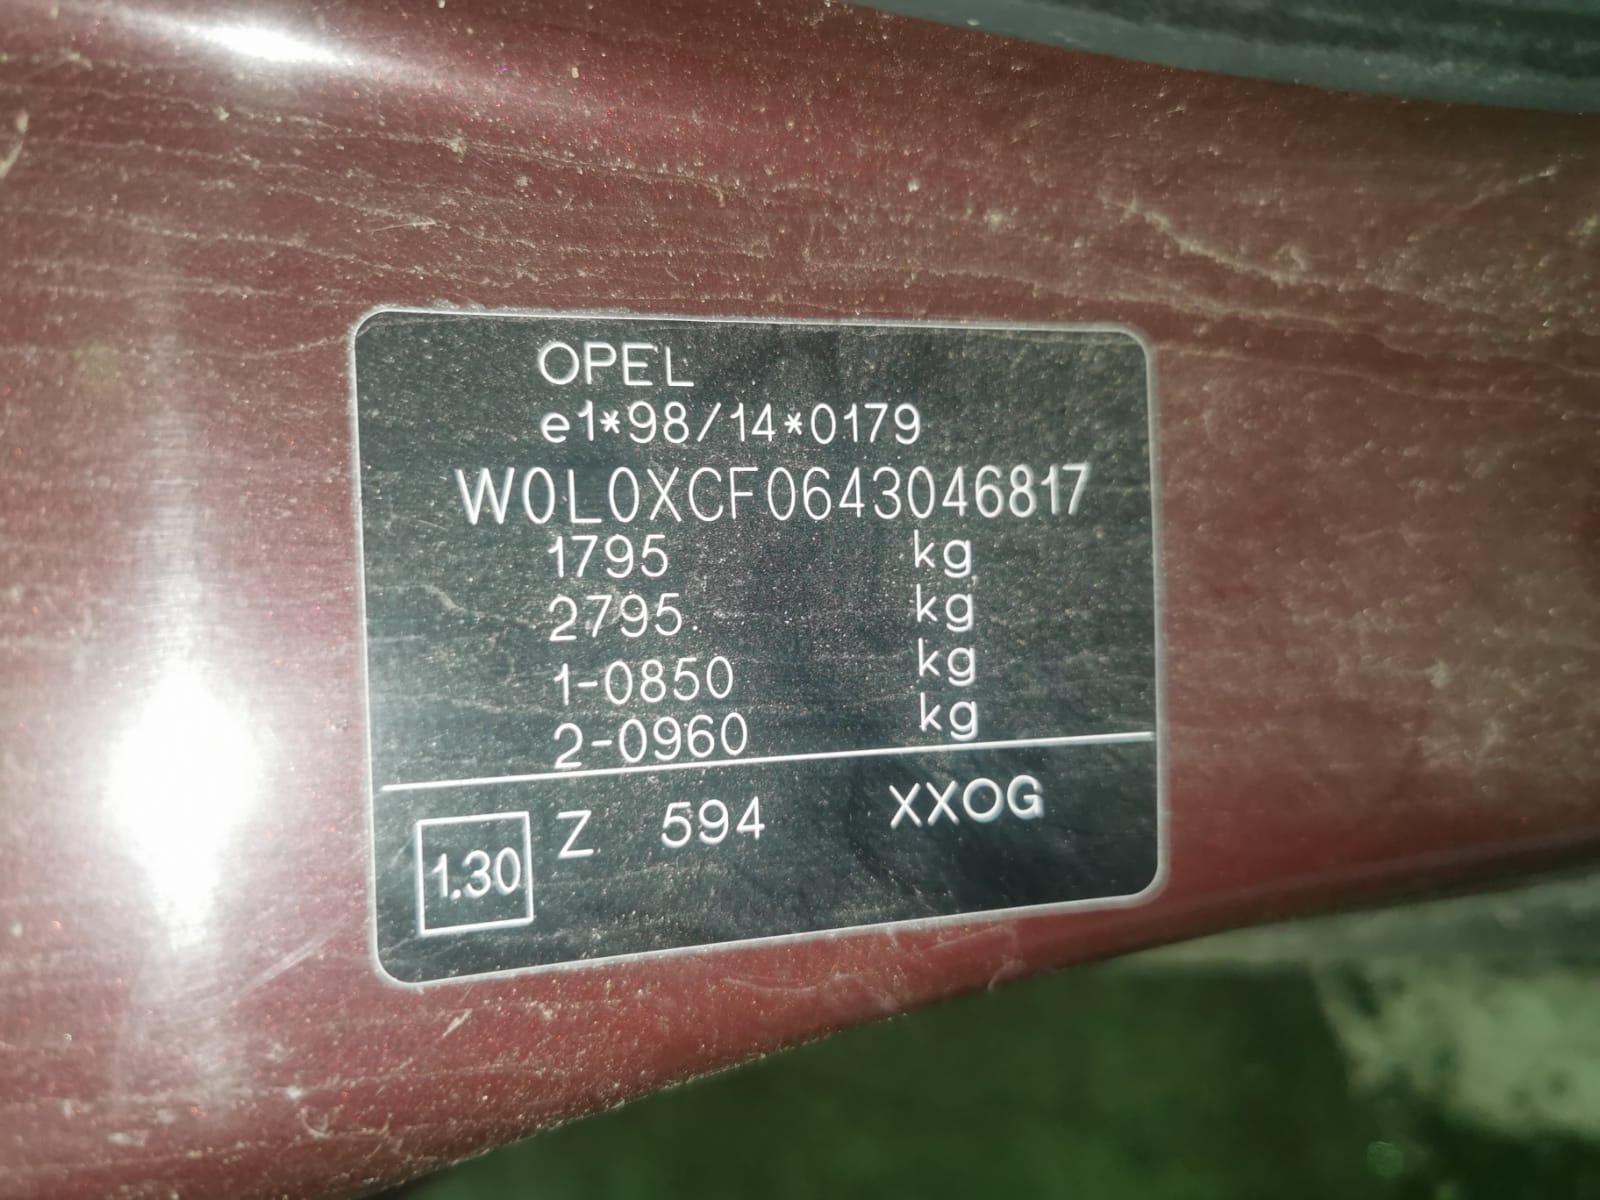 OPEL
e1*98/14*0179
W0L0XCF0643046817
1795 kg
2795 kg
1-0850 kg
2-0960 kg
1.30 Z 594 XXOG